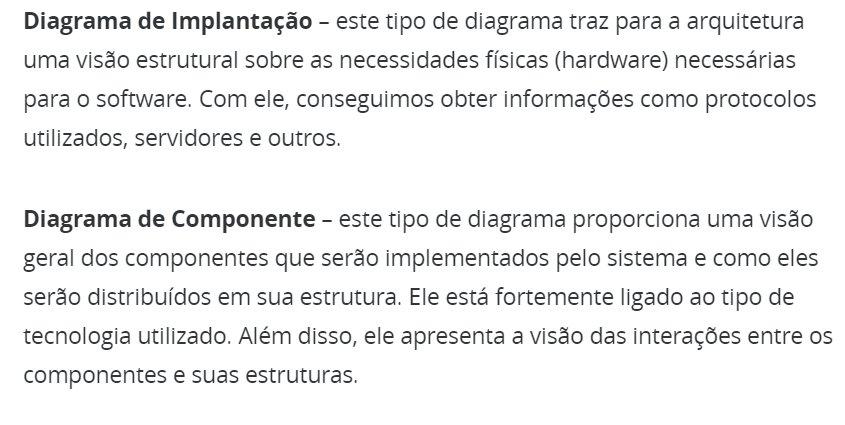 Diagrama de Implantação – este tipo de diagrama traz para a arquitetura
uma visão estrutural sobre as necessidades físicas (hardware) necessárias
para o software. Com ele, conseguimos obter informações como protocolos
utilizados, servidores e outros.
Diagrama de Componente – este tipo de diagrama proporciona uma visão
geral dos componentes que serão implementados pelo sistema e como eles
serão distribuídos em sua estrutura. Ele está fortemente ligado ao tipo de
tecnologia utilizado. Além disso, ele apresenta a visão das interações entre os
componentes e suas estruturas.